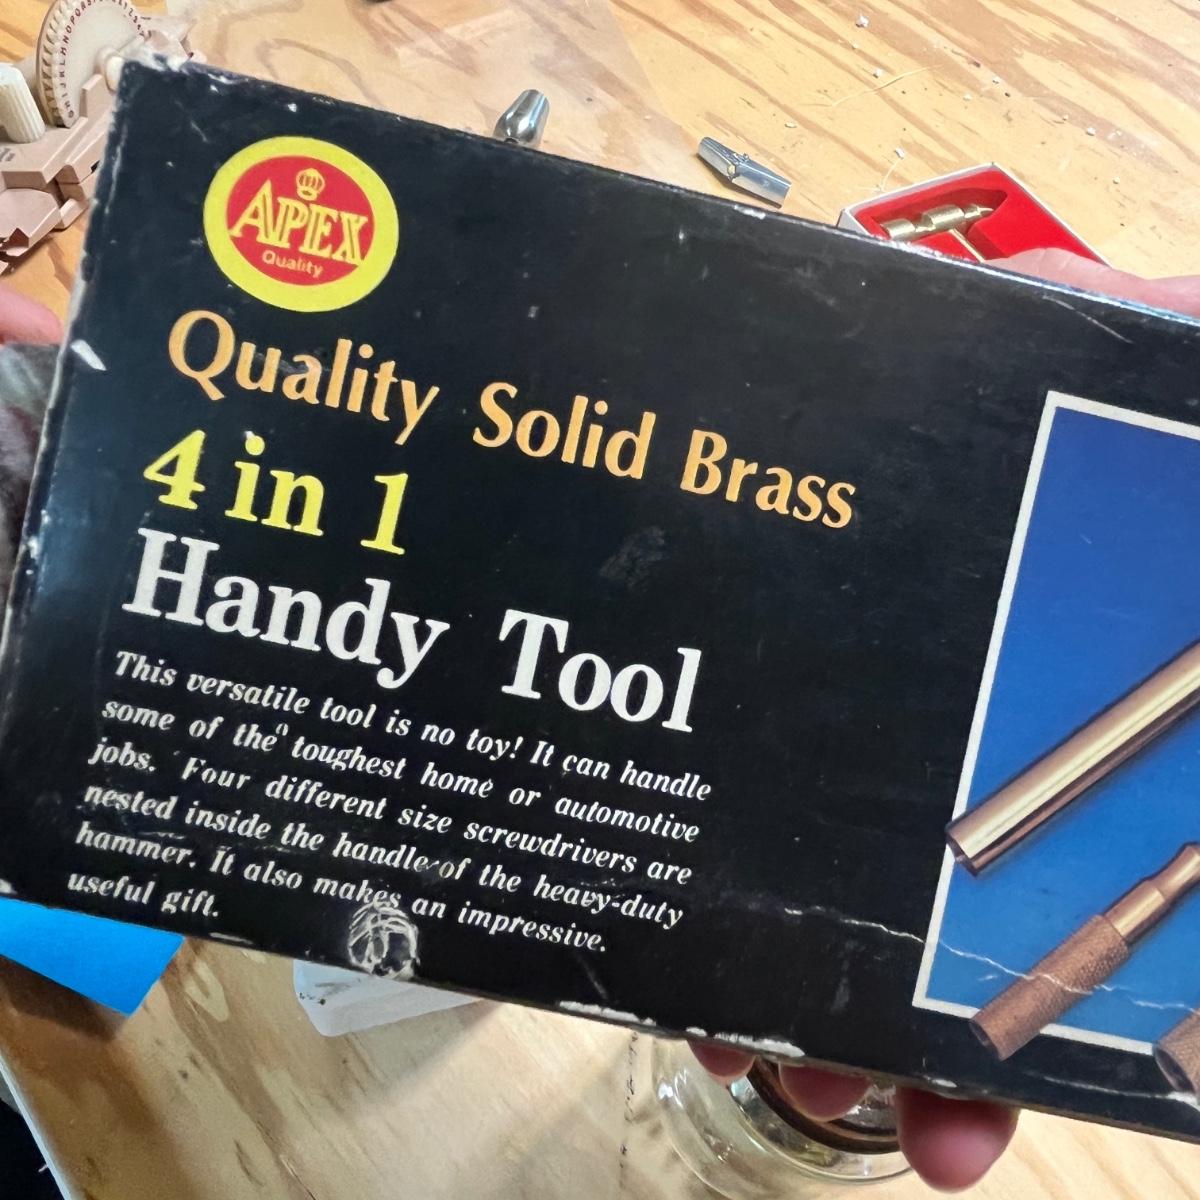 APEX
Quality
Quality Solid Brass
4 in 1
Handy Tool
This versatile tool is no toy! It can handle
some of the toughest home or automotive
jobs. Four different size screwdrivers are
nested inside the handle of the heavy-duty
hammer. It also makes an impressive.
useful gift.